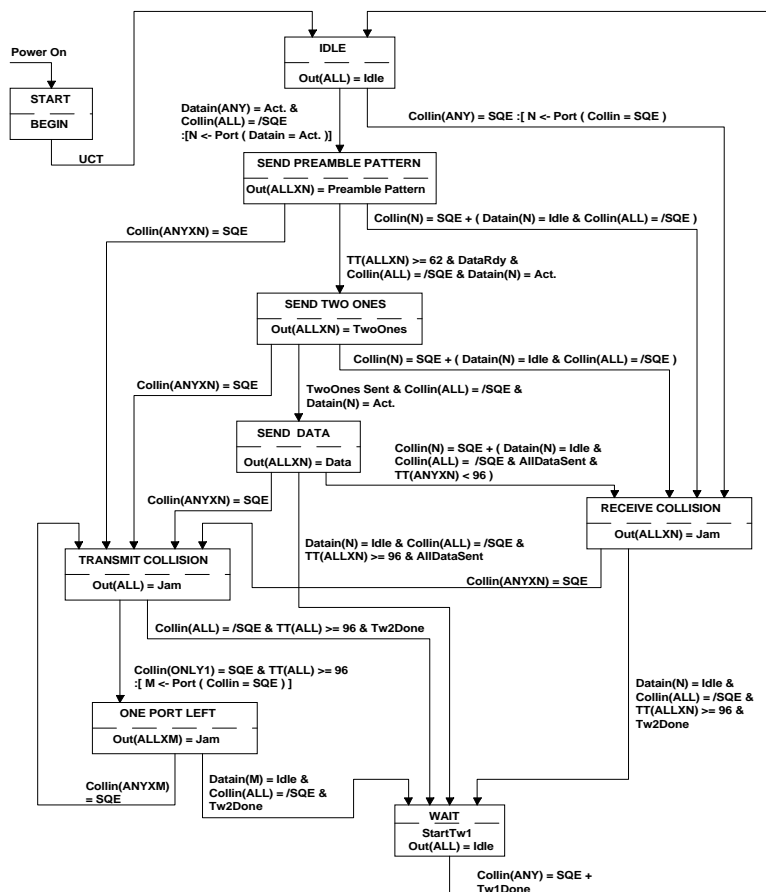 Power On
START
BEGIN
UCT
IDLE
Out(ALL) = Idle
Datain(ANY) = Act. &
Collin(ALL) = /SQE
:[N <- Port ( Datain = Act. )]
Collin(ANY) = SQE :[ N <- Port ( Collin = SQE )
SEND PREAMBLE PATTERN
Out(ALLXN) = Preamble Pattern
Collin(ANYXN) = SQE
Collin(N) = SQE + ( Datain(N) = Idle & Collin(ALL) = /SQE )
TT(ALLXN) >= 62 & DataRdy &
Collin(ALL) = /SQE & Datain(N) = Act.
SEND TWO ONES
Out(ALLXN) = TwoOnes
Collin(N) = SQE + ( Datain(N) = Idle & Collin(ALL) = /SQE )
Collin(ANYXN) = SQE
TwoOnes Sent & Collin(ALL) = /SQE &
Datain(N) = Act.
SEND DATA
Out(ALLXN) = Data
Collin(N) = SQE + ( Datain(N) = Idle &
Collin(ALL) = /SQE & AllDataSent &
TT(ANYXN) < 96 )
Collin(ANYXN) = SQE
RECEIVE COLLISION
Out(ALLXN) = Jam
Datain(N) = Idle & Collin(ALL) = /SQE &
TT(ALLXN) >= 96 & AllDataSent
TRANSMIT COLLISION
Out(ALL) = Jam
Collin(ANYXN) = SQE
Collin(ALL) = /SQE & TT(ALL) >= 96 & Tw2Done
Collin(ONLY1) = SQE & TT(ALL) >= 96
:[ M <- Port ( Collin = SQE ) ]
Datain(N) = Idle &
Collin(ALL) = /SQE &
TT(ALLXN) >= 96 &
Tw2Done
ONE PORT LEFT
Out(ALLXM) = Jam
Collin(ANYXM)
= SQE
Datain(M) = Idle &
Collin(ALL) = /SQE &
Tw2Done
WAIT
StartTw1
Out(ALL) = Idle
Collin(ANY) = SQE +
Tw1Done